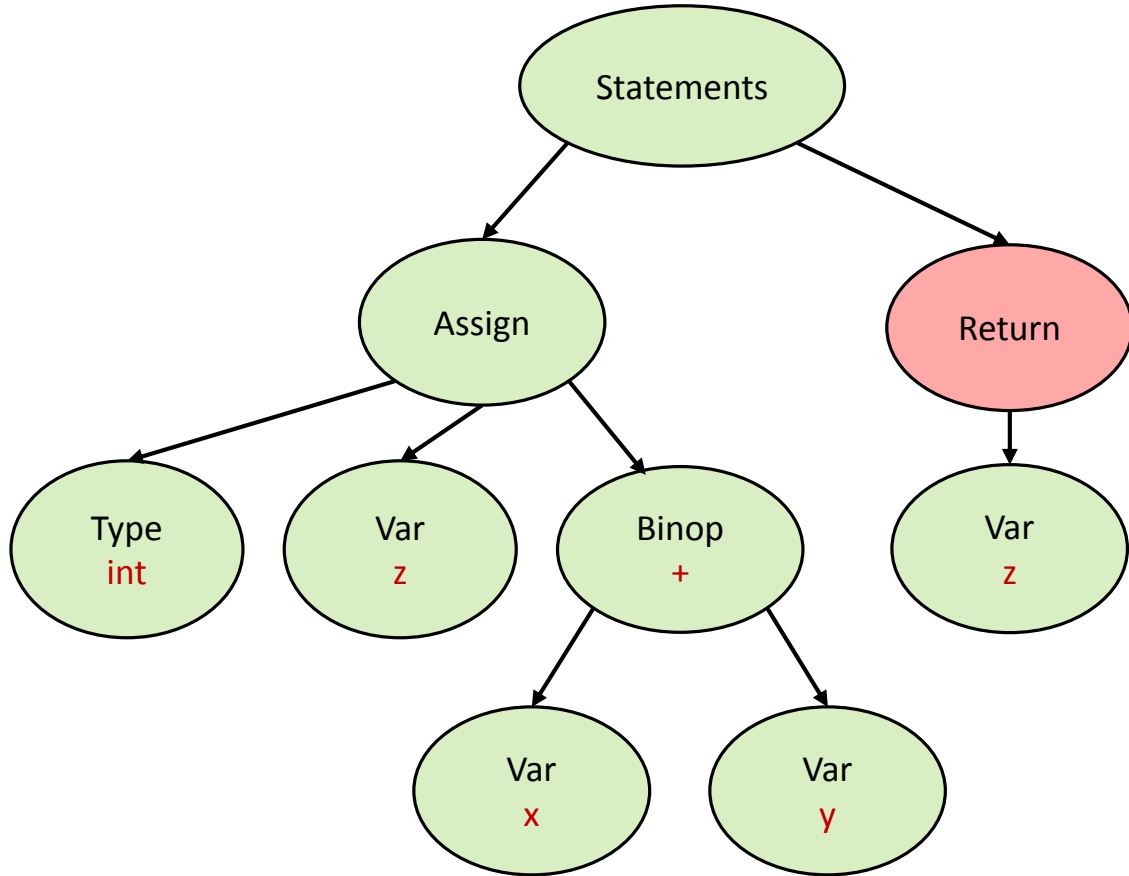 Statements
Assign
Return
Type
int
Var
z
Binop
+
Var
z
Var
x
Var
y